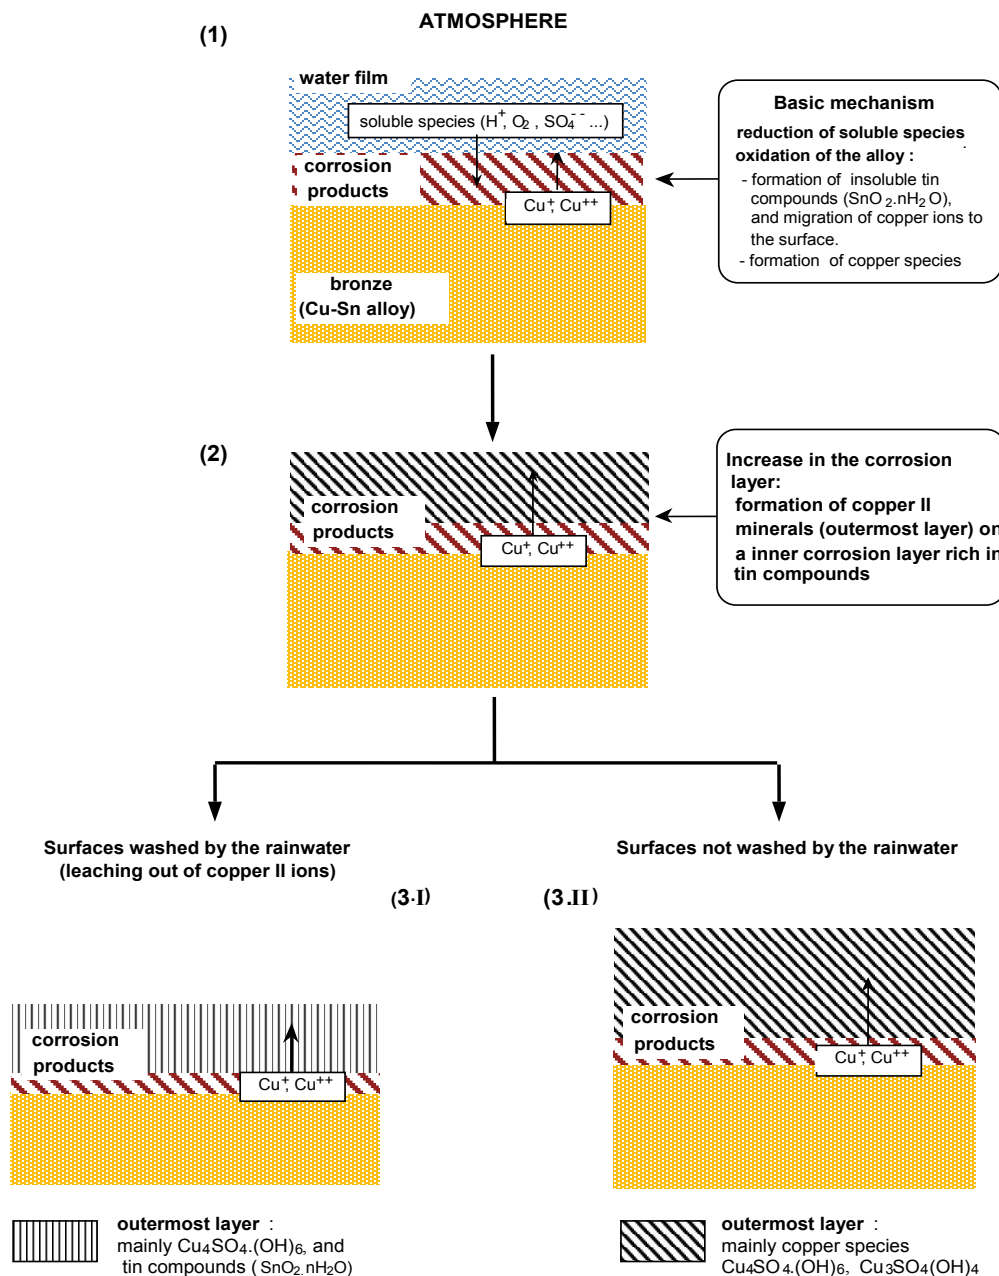 ATMOSPHERE
(1)
water film
soluble species (H⁺, O₂ , SO₄⁻⁻ ...)
corrosion
products
Cu⁺, Cu⁺⁺
bronze
(Cu-Sn alloy)
Basic mechanism
reduction of soluble species
oxidation of the alloy :
- formation of insoluble tin
compounds (SnO₂.nH₂O),
and migration of copper ions to
the surface.
- formation of copper species
(2)
corrosion
products
Cu⁺, Cu⁺⁺
Increase in the corrosion
layer:
formation of copper II
minerals (outermost layer) on
a inner corrosion layer rich in
tin compounds
Surfaces washed by the rainwater
(leaching out of copper II ions)
Surfaces not washed by the rainwater
(3.I)
(3.II)
corrosion
products
Cu⁺, Cu⁺⁺
corrosion
products
Cu⁺, Cu⁺⁺
outermost layer :
mainly Cu₄SO₄.(OH)₆, and
tin compounds (SnO₂.nH₂O)
outermost layer :
mainly copper species
Cu₄SO₄.(OH)₆, Cu₃SO₄(OH)₄